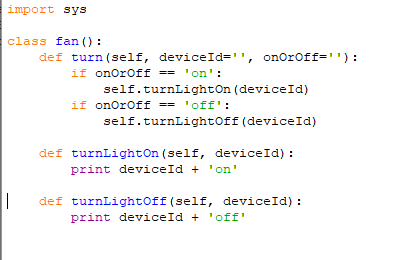 import sys
class fan():
    def turn(self, deviceId='', onOrOff=''):
        if onOrOff == 'on':
            self.turnLightOn(deviceId)
        if onOrOff == 'off':
            self.turnLightOff(deviceId)
    def turnLightOn(self, deviceId):
        print deviceId + 'on'
    def turnLightOff(self, deviceId):
        print deviceId + 'off'